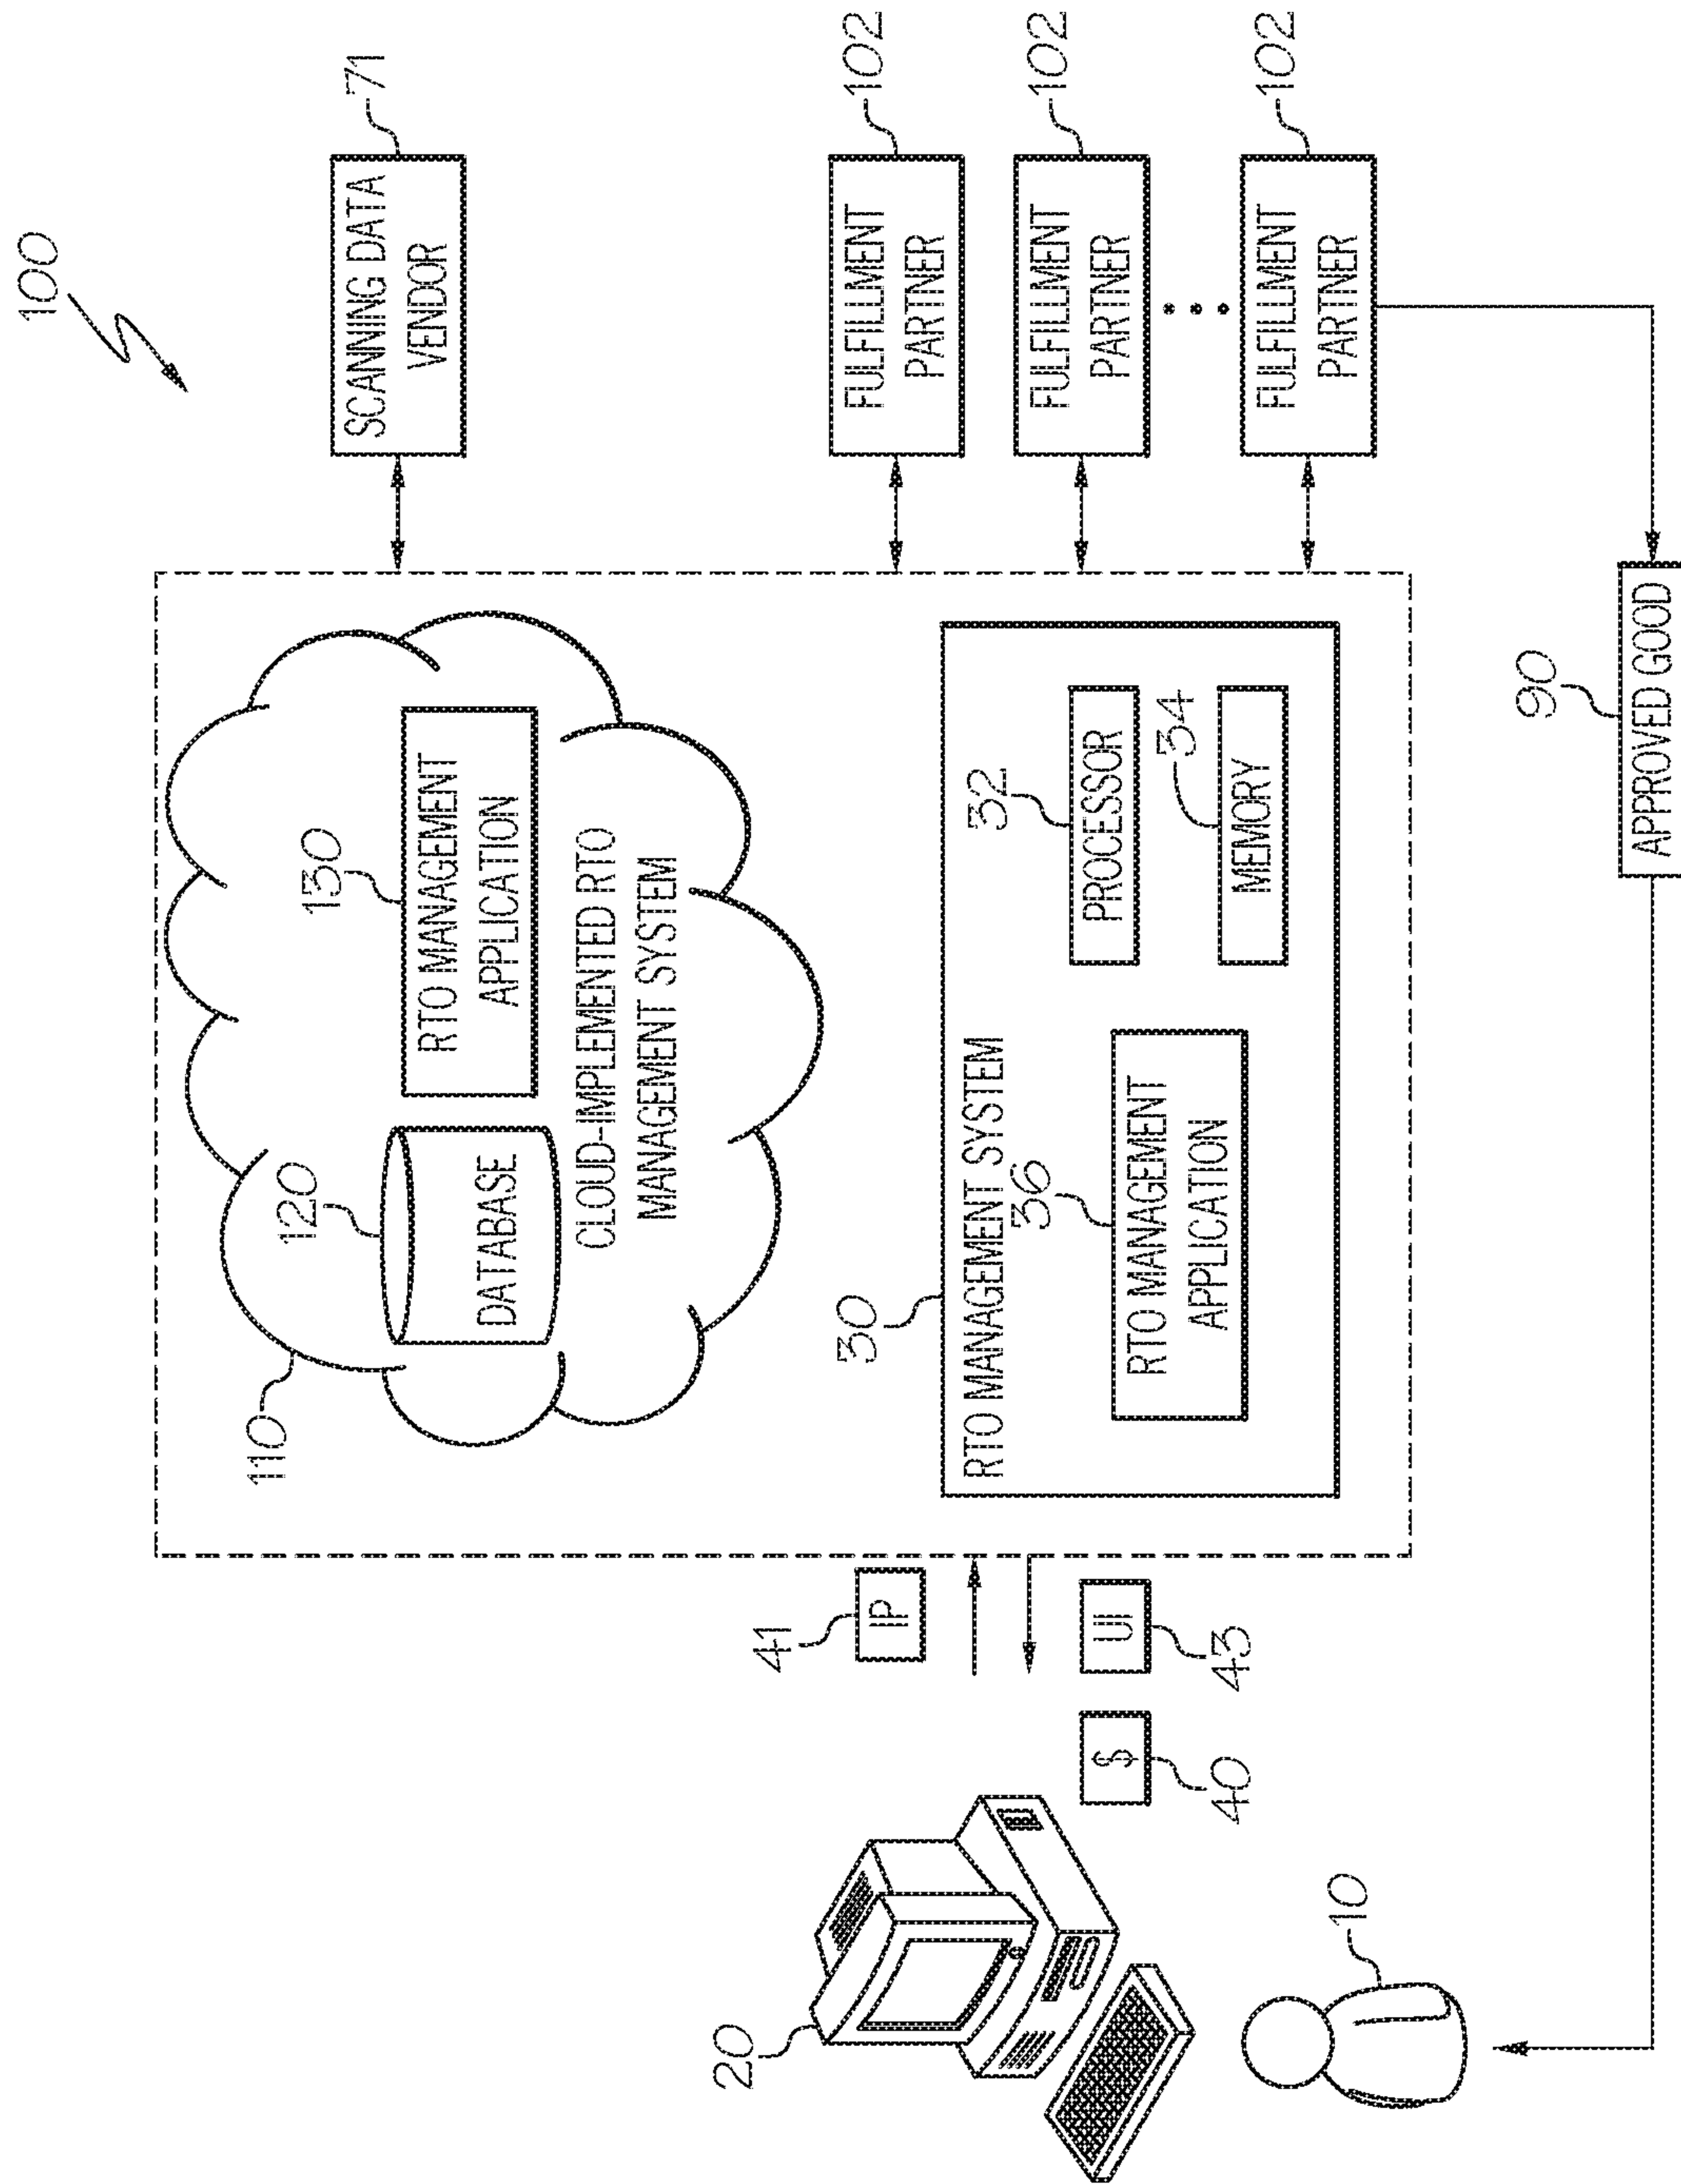 100
110
120
DATABASE
130
RTO MANAGEMENT
APPLICATION
CLOUD-IMPLEMENTED RTO
MANAGEMENT SYSTEM
SCANNING DATA
VENDOR
71
30
RTO MANAGEMENT SYSTEM
36
RTO MANAGEMENT
APPLICATION
32
PROCESSOR
34
MEMORY
FULFILLMENT
PARTNER
102
FULFILLMENT
PARTNER
102
FULFILLMENT
PARTNER
102
20
41
IP
$
40
UI
43
10
90
APPROVED GOOD